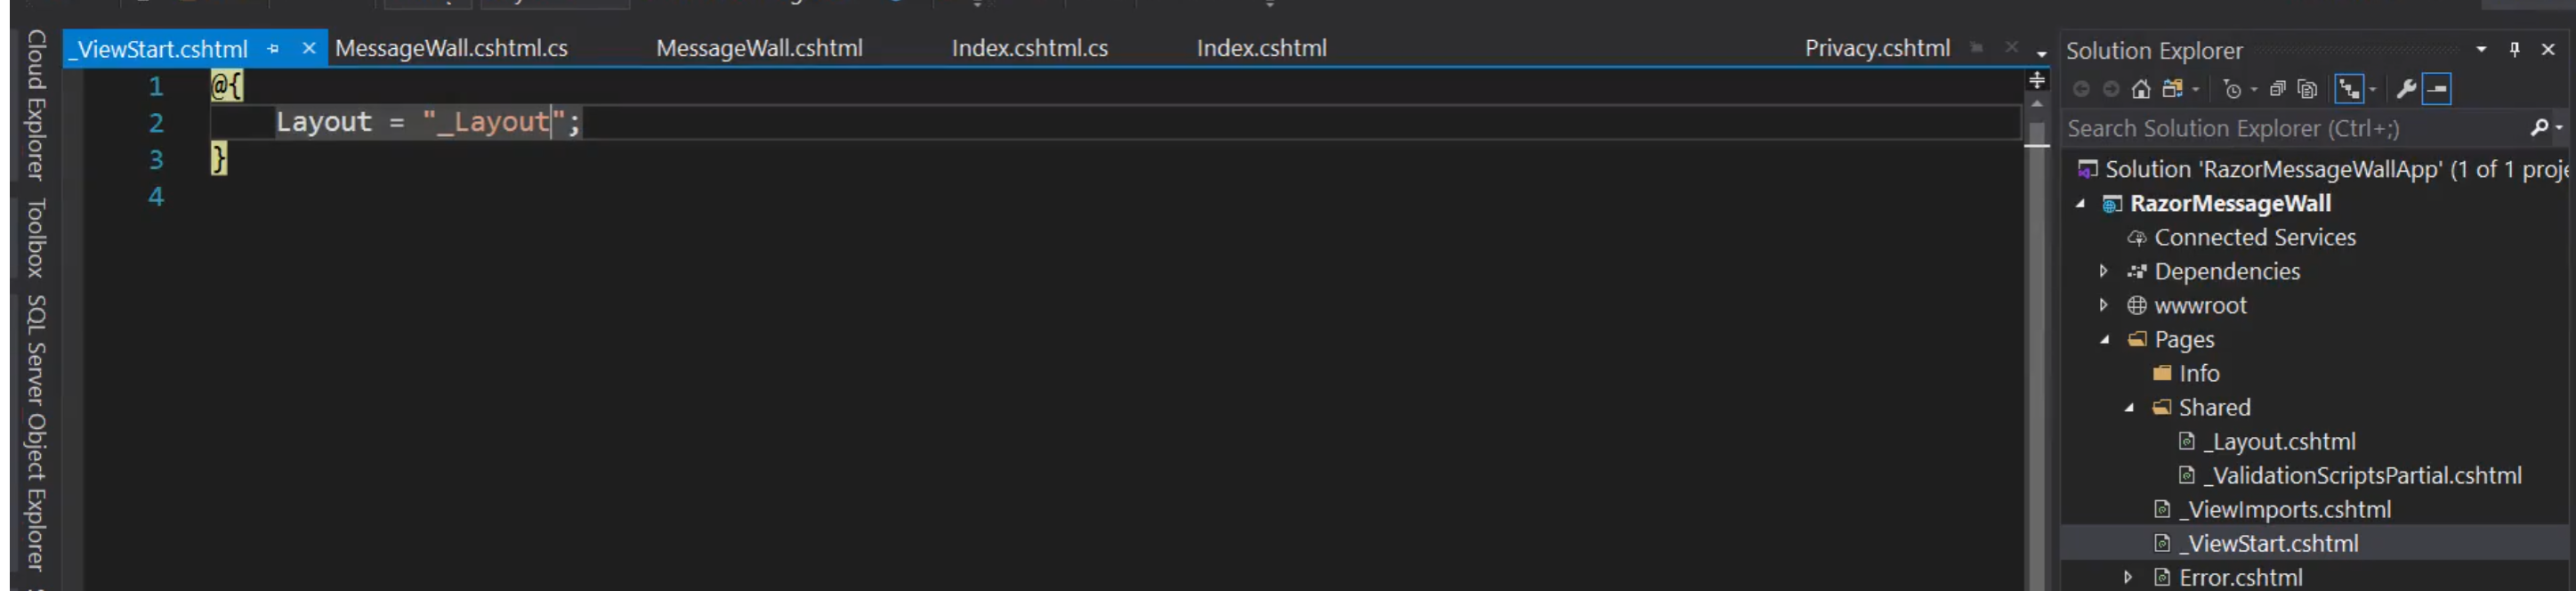 _ViewStart.cshtml
MessageWall.cshtml.cs
MessageWall.cshtml
Index.cshtml.cs
Index.cshtml
Privacy.cshtml
Cloud Explorer
Toolbox
SQL Server Object Explorer
1 @{
2 Layout = "_Layout";
3 }
4
Solution Explorer
Search Solution Explorer (Ctrl+;)
Solution 'RazorMessageWallApp' (1 of 1 proje
RazorMessageWall
Connected Services
Dependencies
wwwroot
Pages
Info
Shared
_Layout.cshtml
_ValidationScriptsPartial.cshtml
_ViewImports.cshtml
_ViewStart.cshtml
Error.cshtml